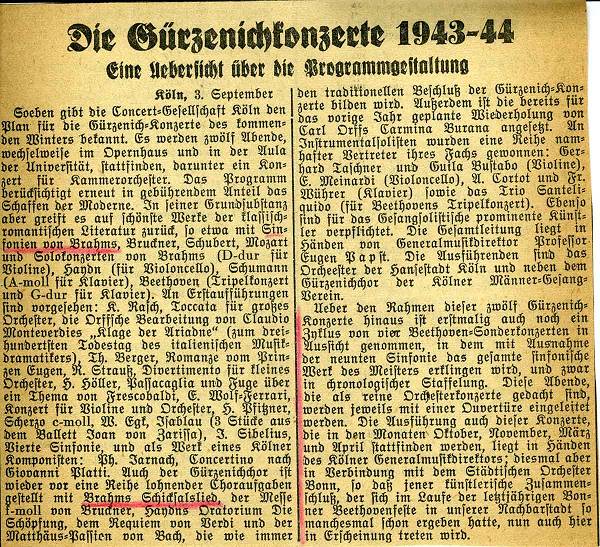 Die Gürzenichkonzerte 1943-44
Eine Uebersicht über die Programmgestaltung
Köln, 3. September
Soeben gibt die Concert-Gesellschaft Köln den
Plan für die Gürzenich-Konzerte des kommen-
den Winters bekannt. Es werden zwölf Abende,
wechselweise im Opernhaus und in der Aula
der Universität, stattfinden, darunter ein Kon-
zert für Kammerorchester. Das Programm
berücksichtigt erneut in gebührendem Anteil das
Schaffen der Moderne. In seiner Grundsubstanz
aber greift es auf schönste Werke der klassisch-
romantischen Literatur zurück, so etwa mit Sin-
fonien von Brahms, Bruckner, Schubert, Mozart
und Solokonzerten von Brahms (D-dur für
Violine), Haydn (für Violoncello), Schumann
(A-moll für Klavier), Beethoven (Tripelkonzert
und G-dur für Klavier). An Erstaufführungen
sind vorgesehen: K. Rasch, Toccata für großes
Orchester, die Orffsche Bearbeitung von Claudio
Monteverdies „Klage der Ariadne" (zum drei-
hundertsten Todestag des italienischen Musik-
dramatikers), Th. Berger, Romanze vom Prin-
zen Eugen, R. Strauß, Divertimento für kleines
Orchester, H. Höller, Passacaglia und Fuge über
ein Thema von Frescobaldi, E. Wolf-Ferrari,
Konzert für Violine und Orchester, H. Pfitzner,
Scherzo c-moll, W. Egk, Isablau (3 Stücke aus
dem Ballett Joan von Zarissa), J. Sibelius,
Vierte Sinfonie, und als Werk eines Kölner
Komponisten: Ph. Jarnach, Concertino nach
Giovanni Platti. Auch der Gürzenichchor ist
wieder vor eine Reihe lohnender Choraufgaben
gestellt mit Brahms Schicksalslied, der Messe
f-moll von Bruckner, Haydns Oratorium Die
Schöpfung, dem Requiem von Verdi und der
Matthäus-Passion von Bach, die wie immer
den traditionellen Beschluß der Gürzenich-Kon-
zerte bilden wird. Außerdem ist die bereits für
das vorige Jahr geplante Wiederholung von
Carl Orffs Carmina Burana angesetzt. An
Instrumentalsolisten wurden eine Reihe nam-
hafter Vertreter ihres Fachs gewonnen: Ger-
hard Taschner und Guila Bustabo (Violine),
E. Meinardi (Violoncello), A. Cortot und Fr.
Wührer (Klavier) sowie das Trio Santeli-
quido (für Beethovens Tripelkonzert). Ebenso
sind für das Gesangsolistische prominente Künst-
ler verpflichtet. Die Gesamtleitung liegt in
Händen von Generalmusikdirektor Professor
Eugen Papst. Die Ausführenden sind das
Orcheester der Hansestadt Köln und neben dem
Gürzenichchor der Kölner Männer-Gesang-
Verein.
Ueber den Rahmen dieser zwölf Gürzenich-
Konzerte hinaus ist erstmalig auch noch ein
Zyklus von vier Beethoven-Sonderkonzerten in
Aussicht genommen, in dem mit Ausnahme
der neunten Sinfonie das gesamte sinfonische
Werk des Meisters erklingen wird, und zwar
in chronologischer Staffelung. Diese Abende,
die als reine Orchesterkonzerte gedacht sind,
werden jeweils mit einer Ouvertüre eingeleitet
werden. Die Ausführung auch dieser Konzerte,
die in den Monaten Oktober, November, März
und April stattfinden werden, liegt in Händen
des Kölner Generalmusikdirektors diesmal aber
in Verbindung mit dem Städtischen Orchester
Bonn, so daß jener künstlerische Zusammen-
schluß, der sich im Laufe der letztjährigen Bon-
ner Beethovenfeste in unserer Nachbarstadt so
manchesmal schon ergeben hatte, nun auch hier
in Erscheinung treten wird.